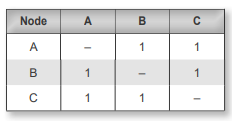 Node A B C
A – 1 1
B 1 – 1
C 1 1 –